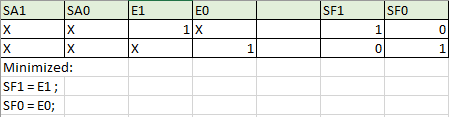 SA1 SA0 E1 E0 SF1 SF0
X X 1 X 1 0
X X X 1 0 1
Minimized:
SF1 = E1 ;
SF0 = E0;